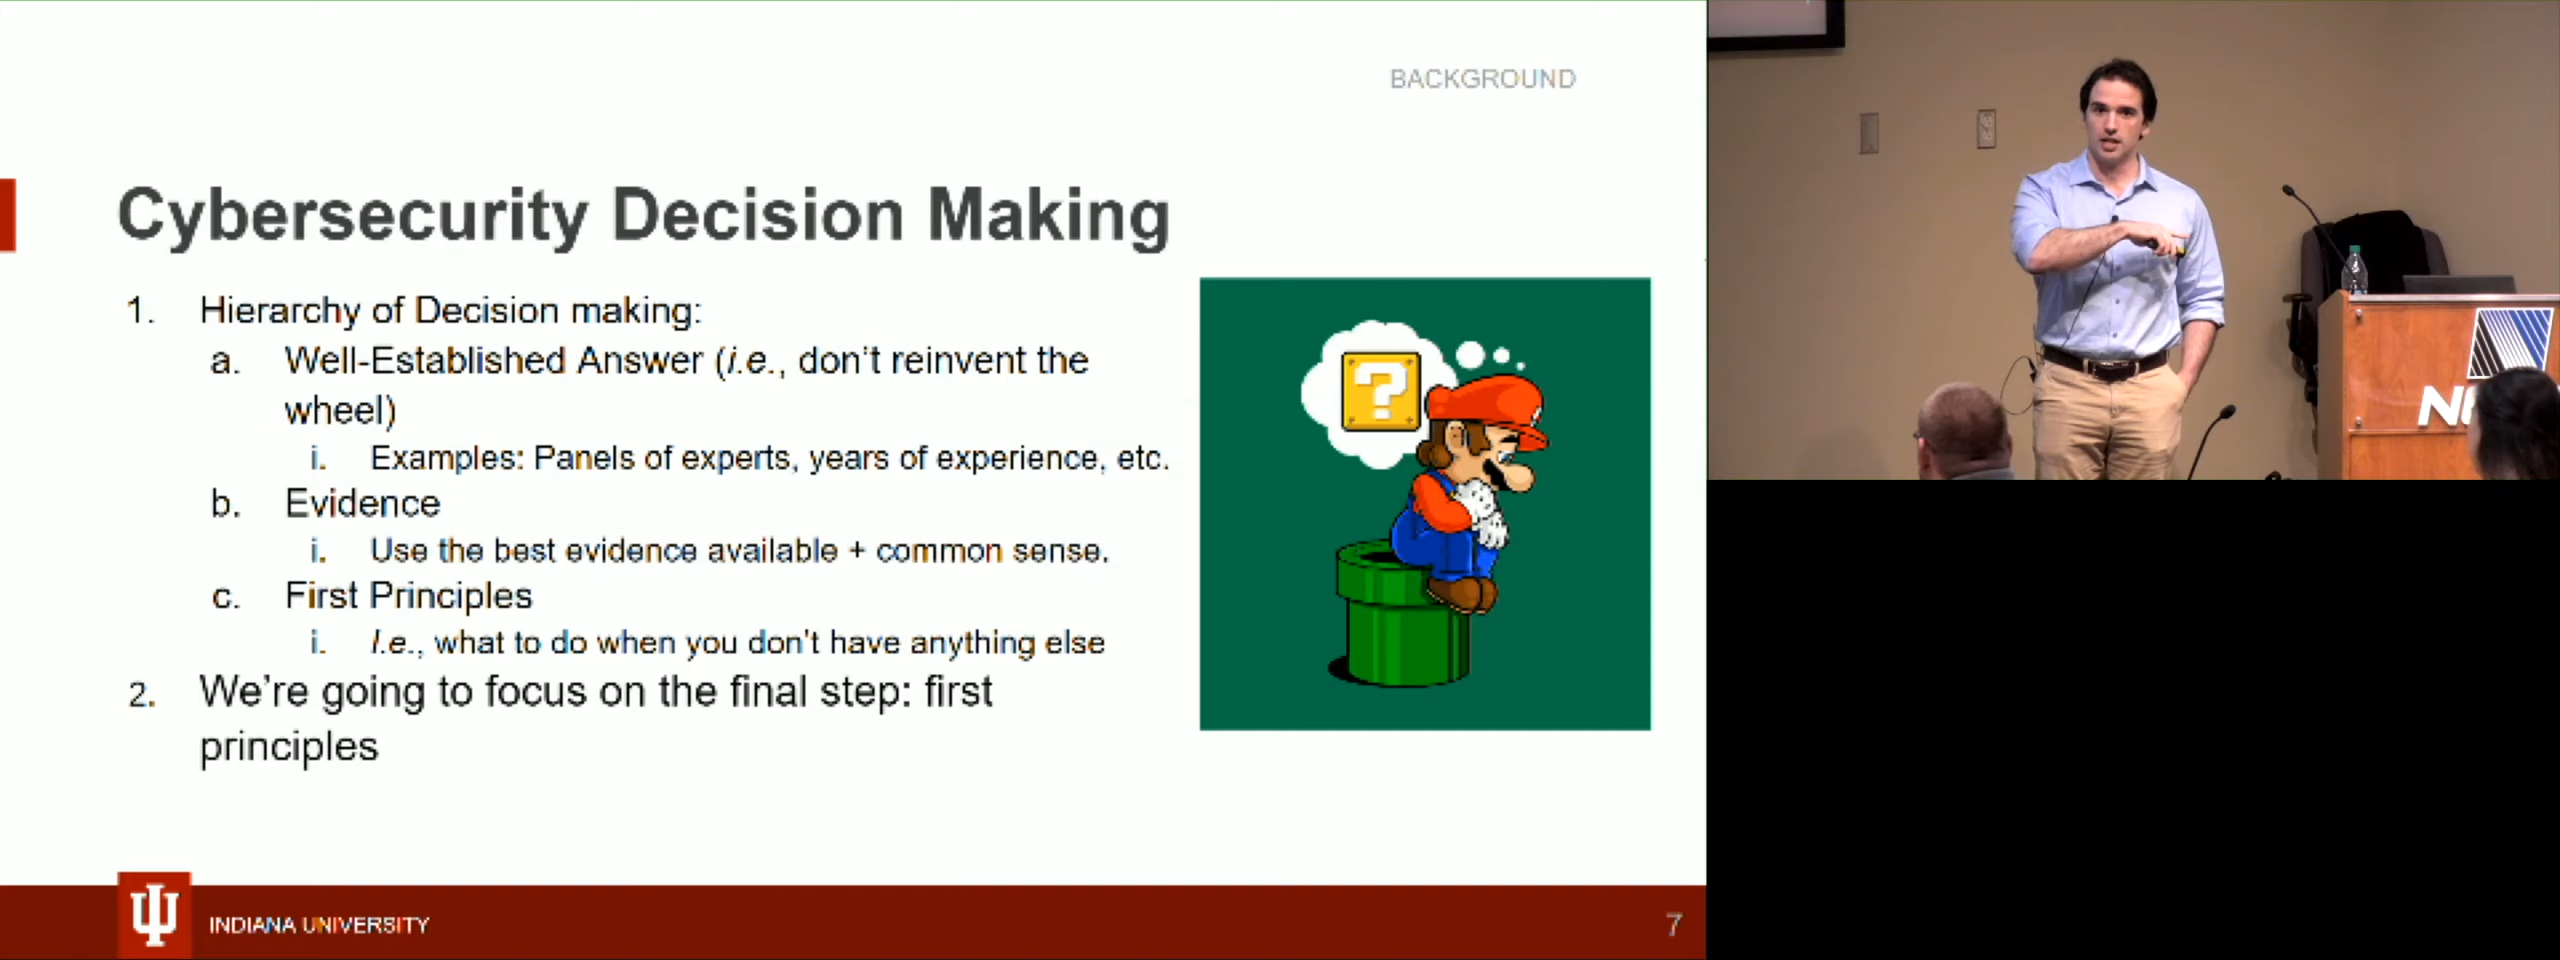 BACKGROUND
Cybersecurity Decision Making
1. Hierarchy of Decision making:
a. Well-Established Answer (i.e., don't reinvent the
wheel)
i. Examples: Panels of experts, years of experience, etc.
b. Evidence
i. Use the best evidence available + common sense.
c. First Principles
i. I.e., what to do when you don't have anything else
2. We're going to focus on the final step: first
principles
?
INDIANA UNIVERSITY
7